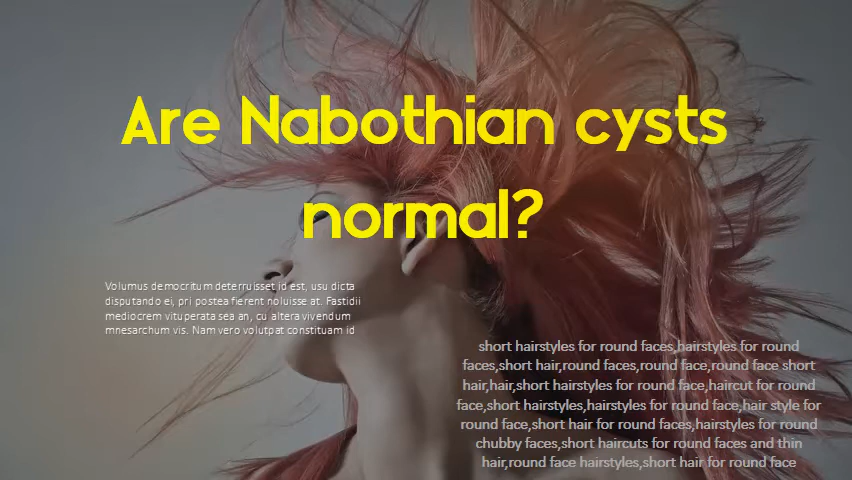 Are Nabothian cysts
normal?
Volumus democritum deterruisset id est, usu dicta
disputando ei, pri postea fierent noluisse at. Fastidii
mediocrem vituperata sea an, cu altera vivendum
mnesarchum vis. Nam vero volutpat constituam id
short hairstyles for round faces,hairstyles for round
faces,short hair,round faces,round face,round face short
hair,hair,short hairstyles for round face,haircut for round
face,short hairstyles,hairstyles for round face,hair style for
round face,short hair for round faces,hairstyles for round
chubby faces,short haircuts for round faces and thin
hair,round face hairstyles,short hair for round face